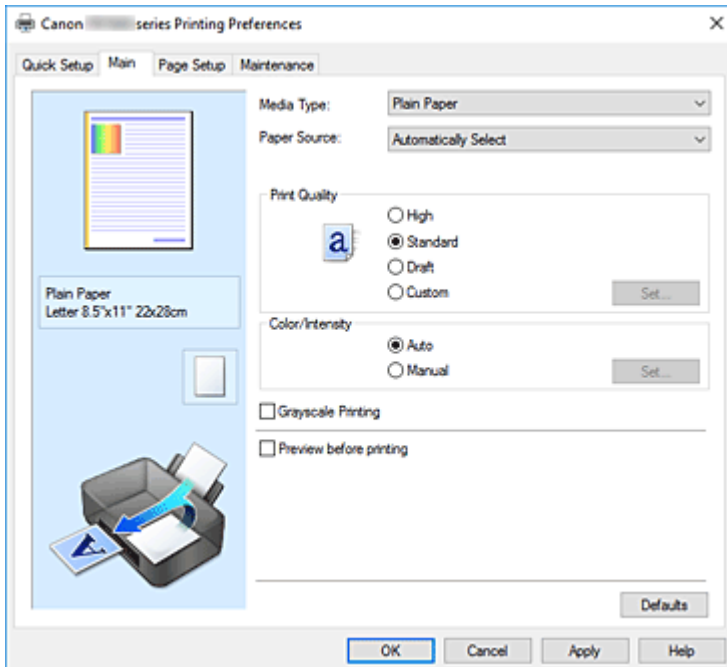 Canon series Printing Preferences
Quick Setup Main Page Setup Maintenance
Media Type: Plain Paper
Paper Source: Automatically Select
Print Quality
a
High
Standard
Draft
Custom Set...
Plain Paper
Letter 8.5"x11" 22x28cm
Color/Intensity
Auto
Manual Set...
Grayscale Printing
Preview before printing
A
Defaults
OK Cancel Apply Help